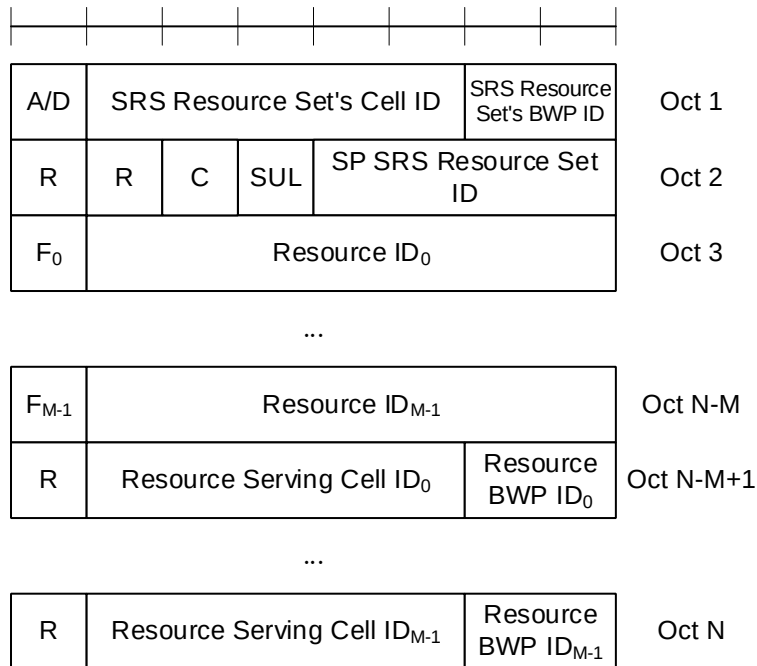 A/D SRS Resource Set's Cell ID SRS Resource Set's BWP ID Oct 1
R R C SUL SP SRS Resource Set ID Oct 2
F0 Resource ID0 Oct 3
...
FM-1 Resource IDM-1 Oct N-M
R Resource Serving Cell ID0 Resource BWP ID0 Oct N-M+1
...
R Resource Serving Cell IDM-1 Resource BWP IDM-1 Oct N